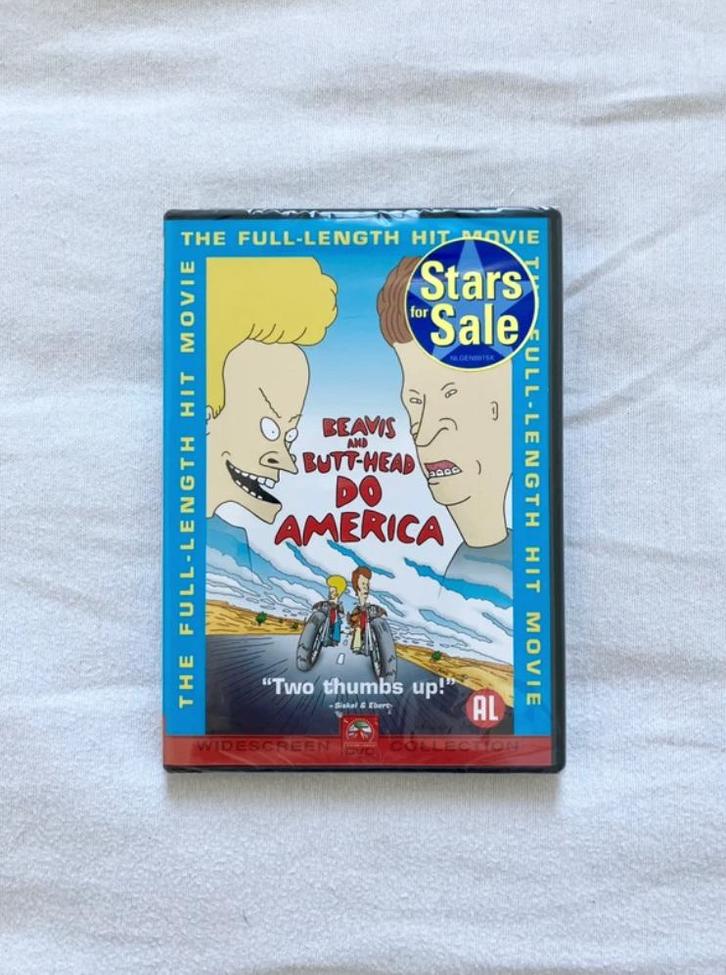 THE FULL-LENGTH HIT MOVIE
THE FULL-LENGTH HIT MOVIE
THE FULL-LENGTH HIT MOVIE
Stars
for Sale
BEAVIS
AND
BUTT-HEAD
DO
AMERICA
"Two thumbs up!"
- Siskel & Ebert-
AL
WIDESCREEN DVD COLLECTION